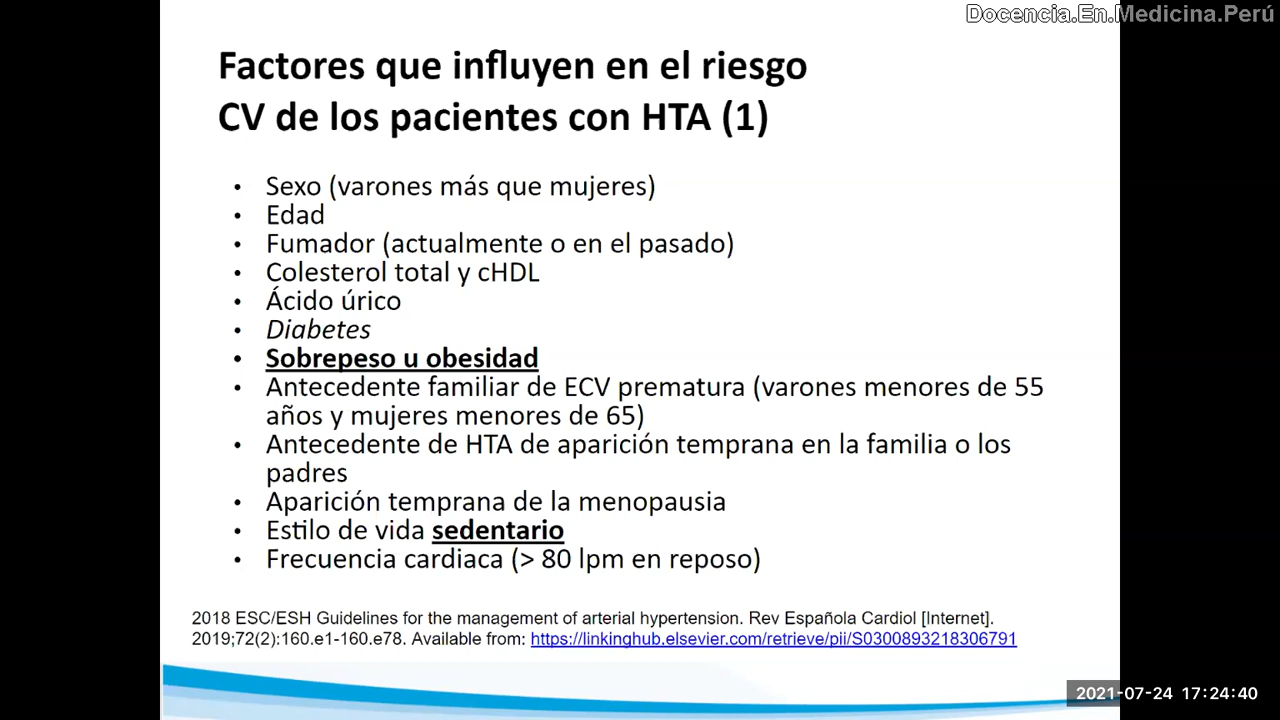 Docencia.En.Medicina.Perú
Factores que influyen en el riesgo
CV de los pacientes con HTA (1)
• Sexo (varones más que mujeres)
• Edad
• Fumador (actualmente o en el pasado)
• Colesterol total y cHDL
• Ácido úrico
• Diabetes
• Sobrepeso u obesidad
• Antecedente familiar de ECV prematura (varones menores de 55
años y mujeres menores de 65)
• Antecedente de HTA de aparición temprana en la familia o los
padres
• Aparición temprana de la menopausia
• Estilo de vida sedentario
• Frecuencia cardiaca (> 80 lpm en reposo)
2018 ESC/ESH Guidelines for the management of arterial hypertension. Rev Española Cardiol [Internet].
2019;72(2):160.e1-160.e78. Available from: https://linkinghub.elsevier.com/retrieve/pii/S0300893218306791
2021-07-24 17:24:40